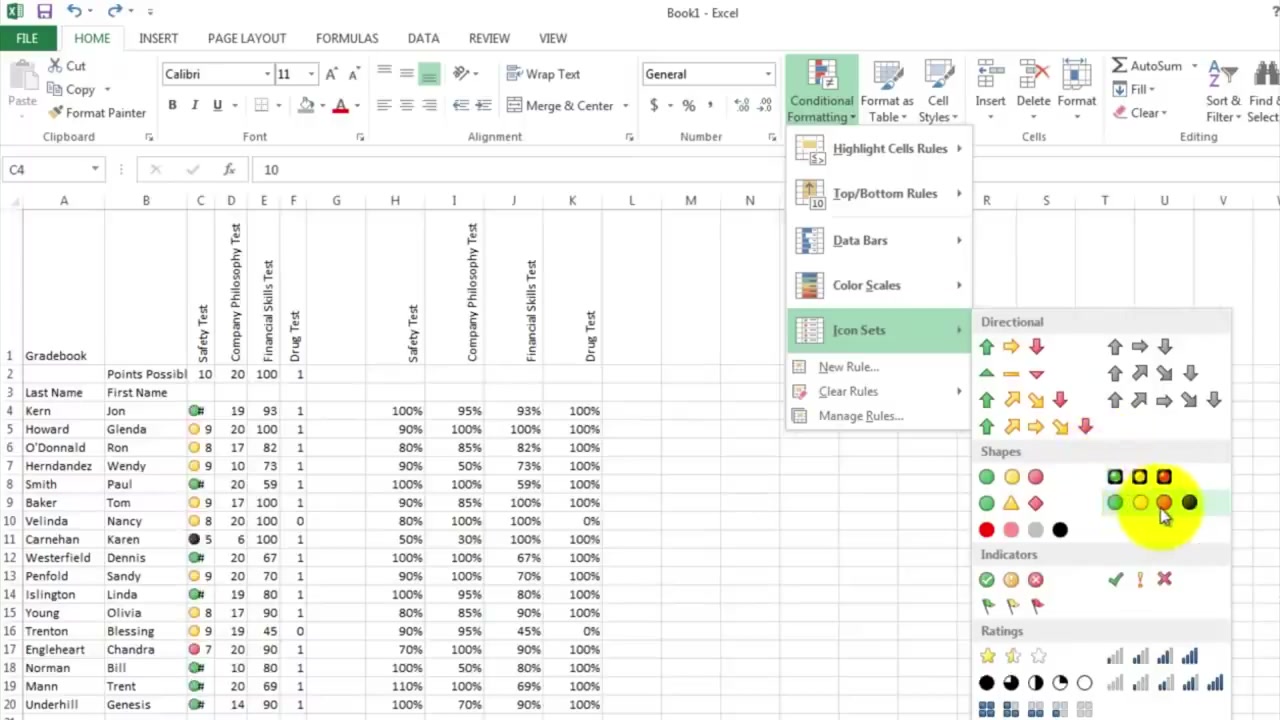 Book1 - Excel
?
FILE HOME INSERT PAGE LAYOUT FORMULAS DATA REVIEW VIEW
Cut
Copy
Format Painter
Paste
Clipboard
Calibri 11
B I U
Font
Wrap Text
Merge & Center
Alignment
General
$ % ,
Number
Conditional Formatting
Format as Table
Cell Styles
Insert Delete Format
Cells
AutoSum
Fill
Clear
Sort & Filter
Find & Select
Editing
C4 fx 10
A B C D E F G H I J K L M N R S T U V
1 Gradebook Safety Test Company Philosophy Test Financial Skills Test Drug Test Safety Test Company Philosophy Test Financial Skills Test Drug Test
2 Points Possibl 10 20 100 1
3 Last Name First Name
4 Kern Jon # 19 93 1 100% 95% 93% 100%
5 Howard Glenda 9 20 100 1 90% 100% 100% 100%
6 O'Donnald Ron 8 17 82 1 80% 85% 82% 100%
7 Herndandez Wendy 9 10 73 1 90% 50% 73% 100%
8 Smith Paul # 20 59 1 100% 100% 59% 100%
9 Baker Tom 9 17 100 1 90% 85% 100% 100%
10 Velinda Nancy 8 20 100 0 80% 100% 100% 0%
11 Carnehan Karen 5 6 100 1 50% 30% 100% 100%
12 Westerfield Dennis # 20 67 1 100% 100% 67% 100%
13 Penfold Sandy 9 20 70 1 90% 100% 70% 100%
14 Islington Linda # 19 80 1 100% 95% 80% 100%
15 Young Olivia 8 17 90 1 80% 85% 90% 100%
16 Trenton Blessing 9 19 45 0 90% 95% 45% 0%
17 Engleheart Chandra 7 20 90 1 70% 100% 90% 100%
18 Norman Bill # 10 80 1 100% 50% 80% 100%
19 Mann Trent # 20 69 1 110% 100% 69% 100%
20 Underhill Genesis # 14 90 1 100% 70% 90% 100%
Highlight Cells Rules
Top/Bottom Rules
Data Bars
Color Scales
Icon Sets
New Rule...
Clear Rules
Manage Rules...
Directional
Shapes
Indicators
Ratings